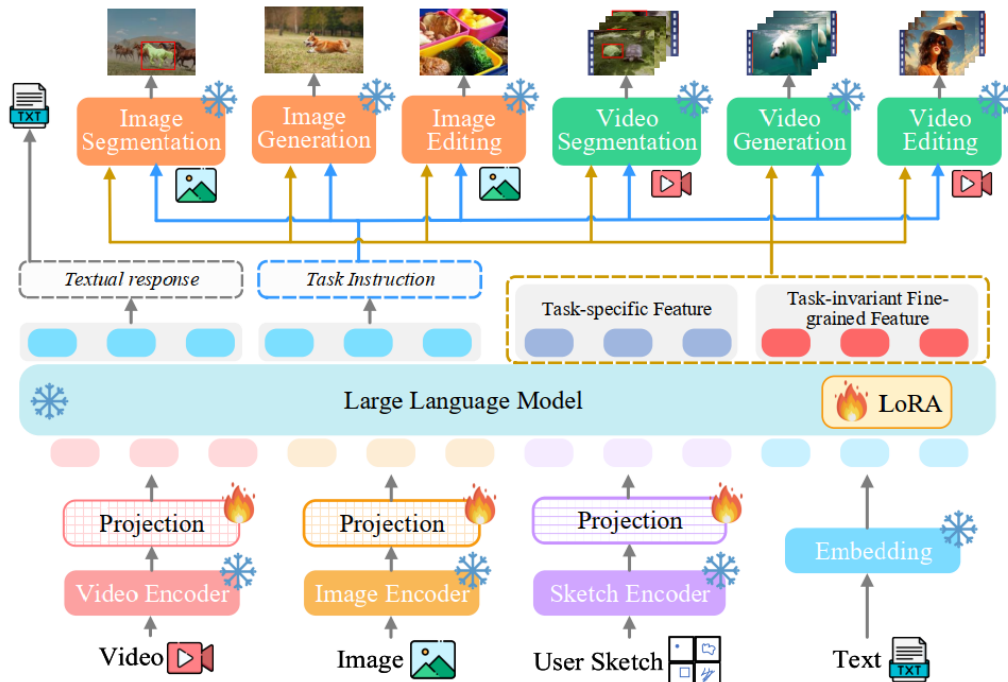 TXT
Image
Segmentation
Image
Generation
Image
Editing
Video
Segmentation
Video
Generation
Video
Editing
Textual response
Task Instruction
Task-specific Feature
Task-invariant Fine-
grained Feature
Large Language Model
LoRA
Projection
Projection
Projection
Embedding
Video Encoder
Image Encoder
Sketch Encoder
Video
Image
User Sketch
Text
TXT